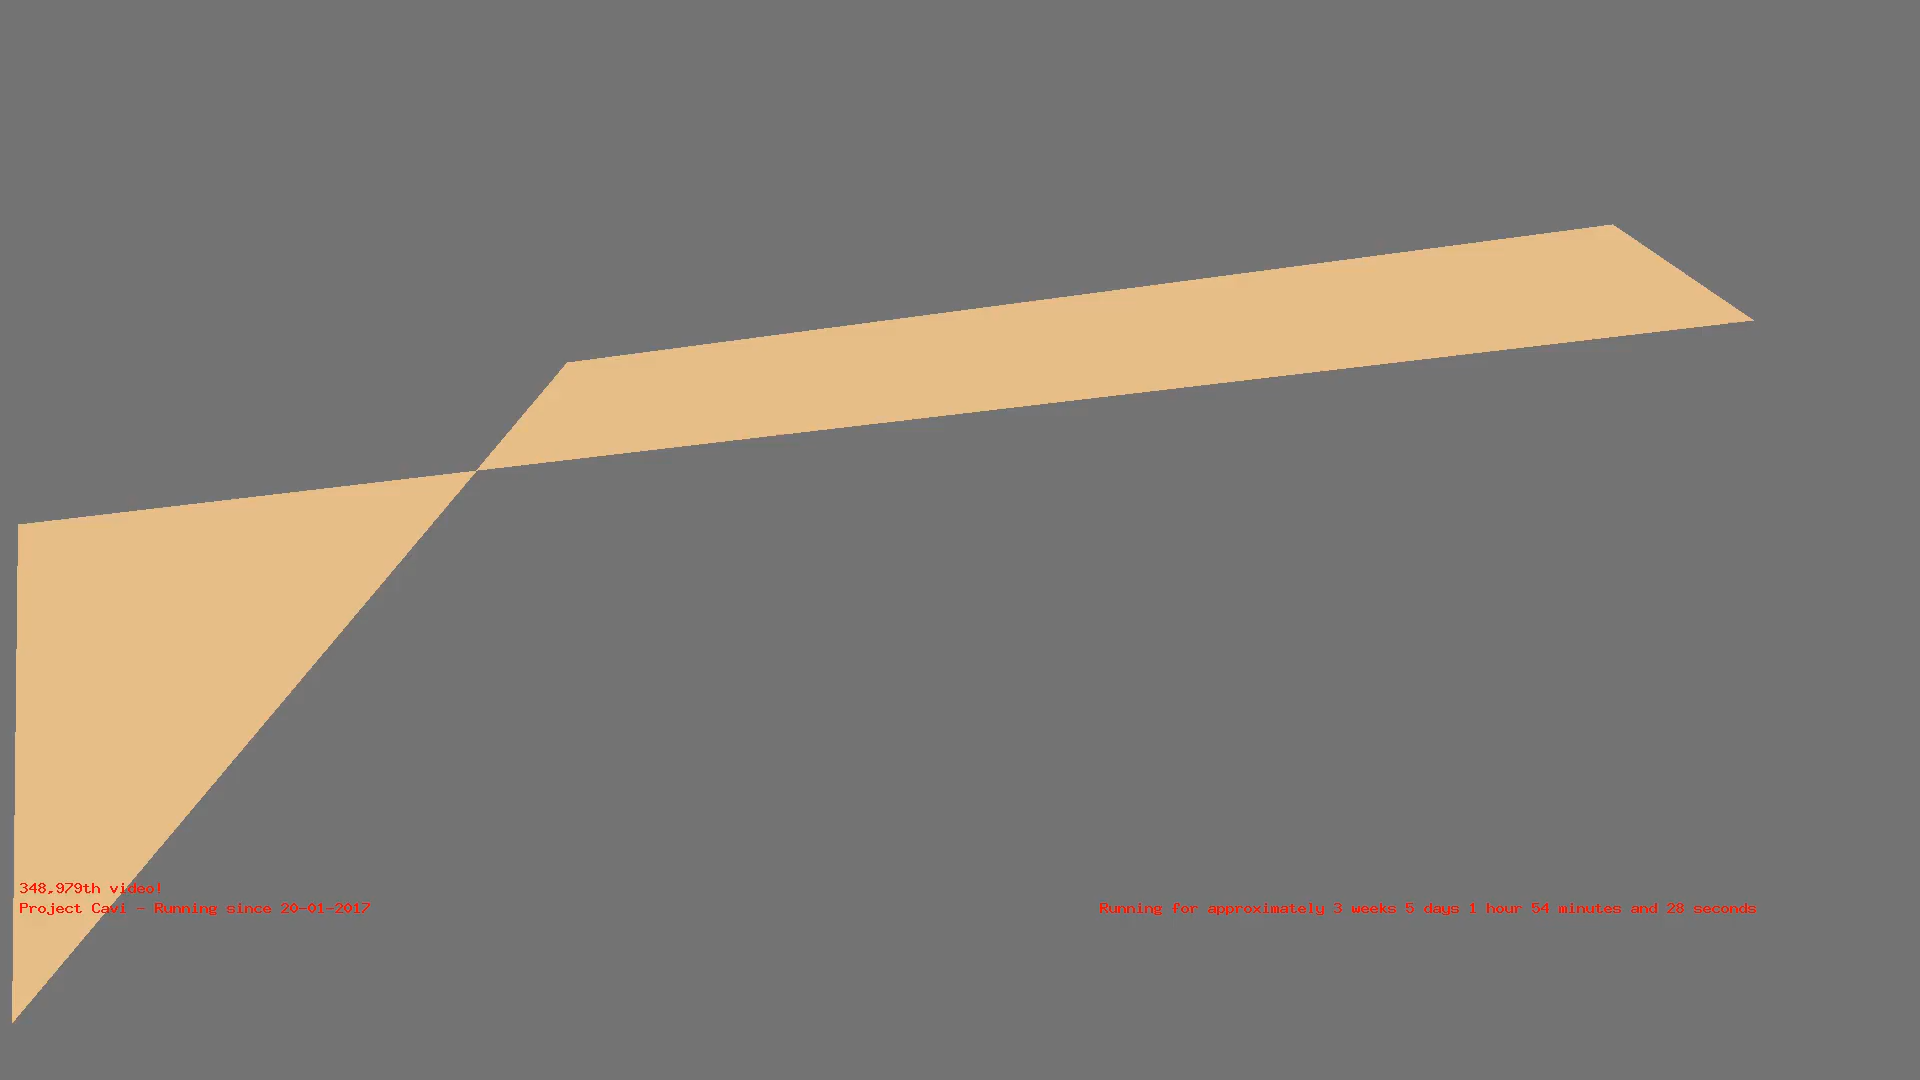 348,979th video!
Project Cavi - Running since 20-01-2017
Running for approximately 3 weeks 5 days 1 hour 54 minutes and 28 seconds